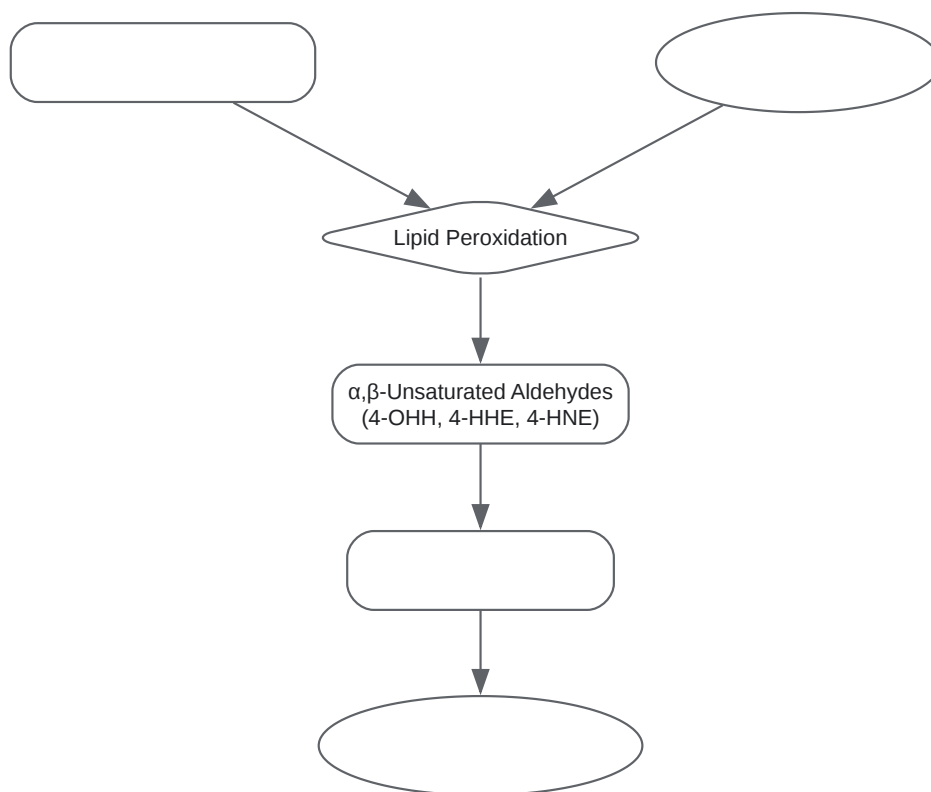 Lipid Peroxidation
α,β-Unsaturated Aldehydes
(4-OHH, 4-HHE, 4-HNE)